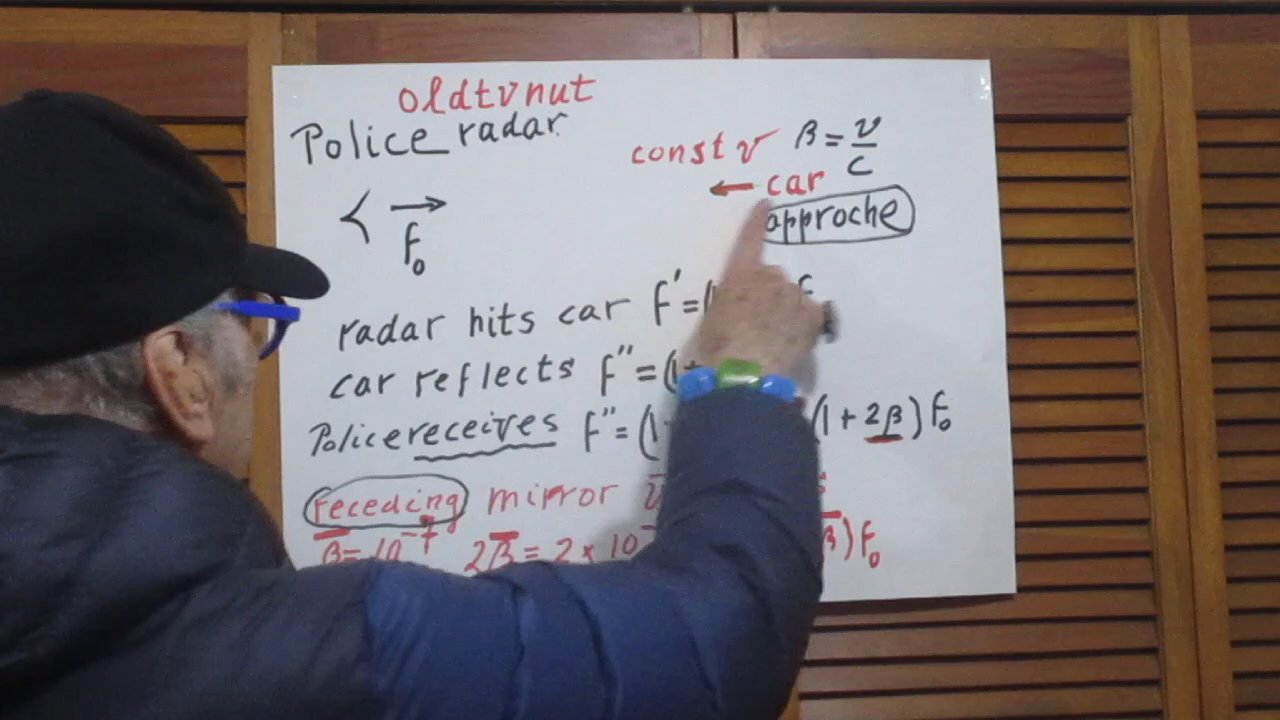 oldtvnut
Police radar
const v β = v/c
← car
approche
< → f₀
radar hits car f' = (1
car reflects f'' = (1+
Police receives f'' = (1 (1 + 2β) f₀
receding mirror
β = 10⁻⁷ 2β = 2 × 10 β) f₀